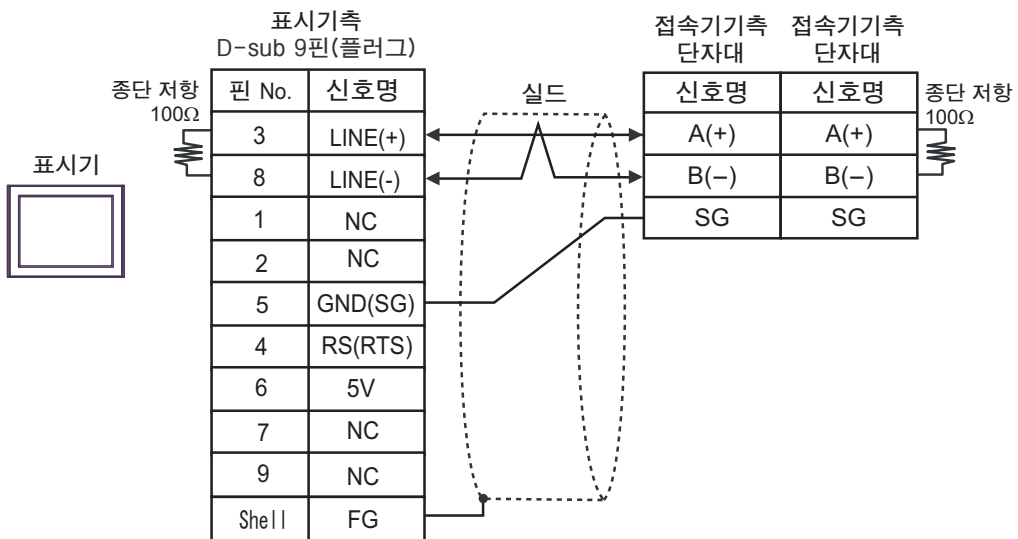 표시기측
D-sub 9핀(플러그)
접속기기측 접속기기측
단자대 단자대
종단 저항
100Ω
핀 No. 신호명
실드
신호명 신호명
종단 저항
100Ω
3 LINE(+)
A(+) A(+)
표시기
8 LINE(-)
B(–) B(–)
1 NC
SG SG
2 NC
5 GND(SG)
4 RS(RTS)
6 5V
7 NC
9 NC
Shell FG